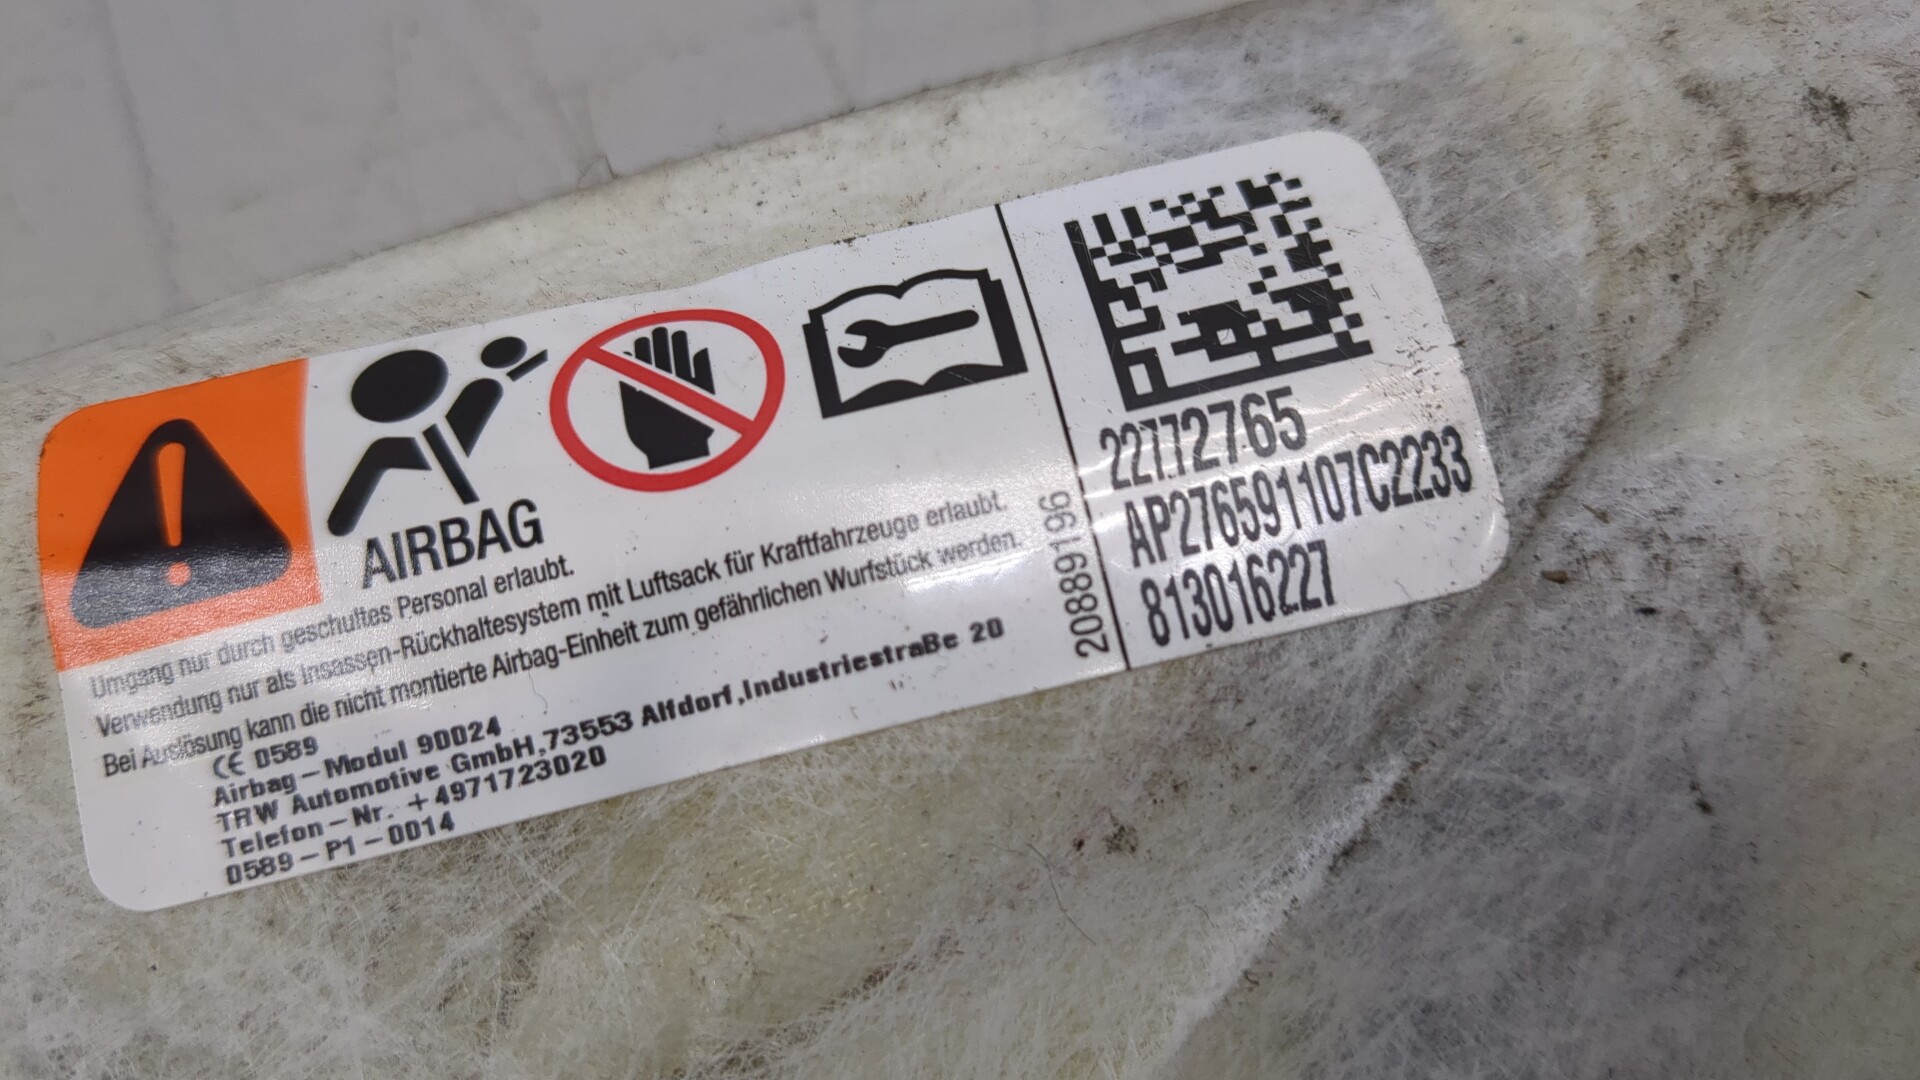 AIRBAG
Umgang nur durch geschultes Personal erlaubt.
Verwendung nur als Insassen-Rückhaltesystem mit Luftsack für Kraftfahrzeuge erlaubt.
Bei Auslösung kann die nicht montierte Airbag-Einheit zum gefährlichen Wurfstück werden.
CE 0589
Airbag-Modul 90024
TRW Automotive GmbH,73553 Alfdorf,Industriestraße 20
Telefon-Nr. +4971723020
0589-P1-0014
20889196
22772765
AP276591107C2233
813016227